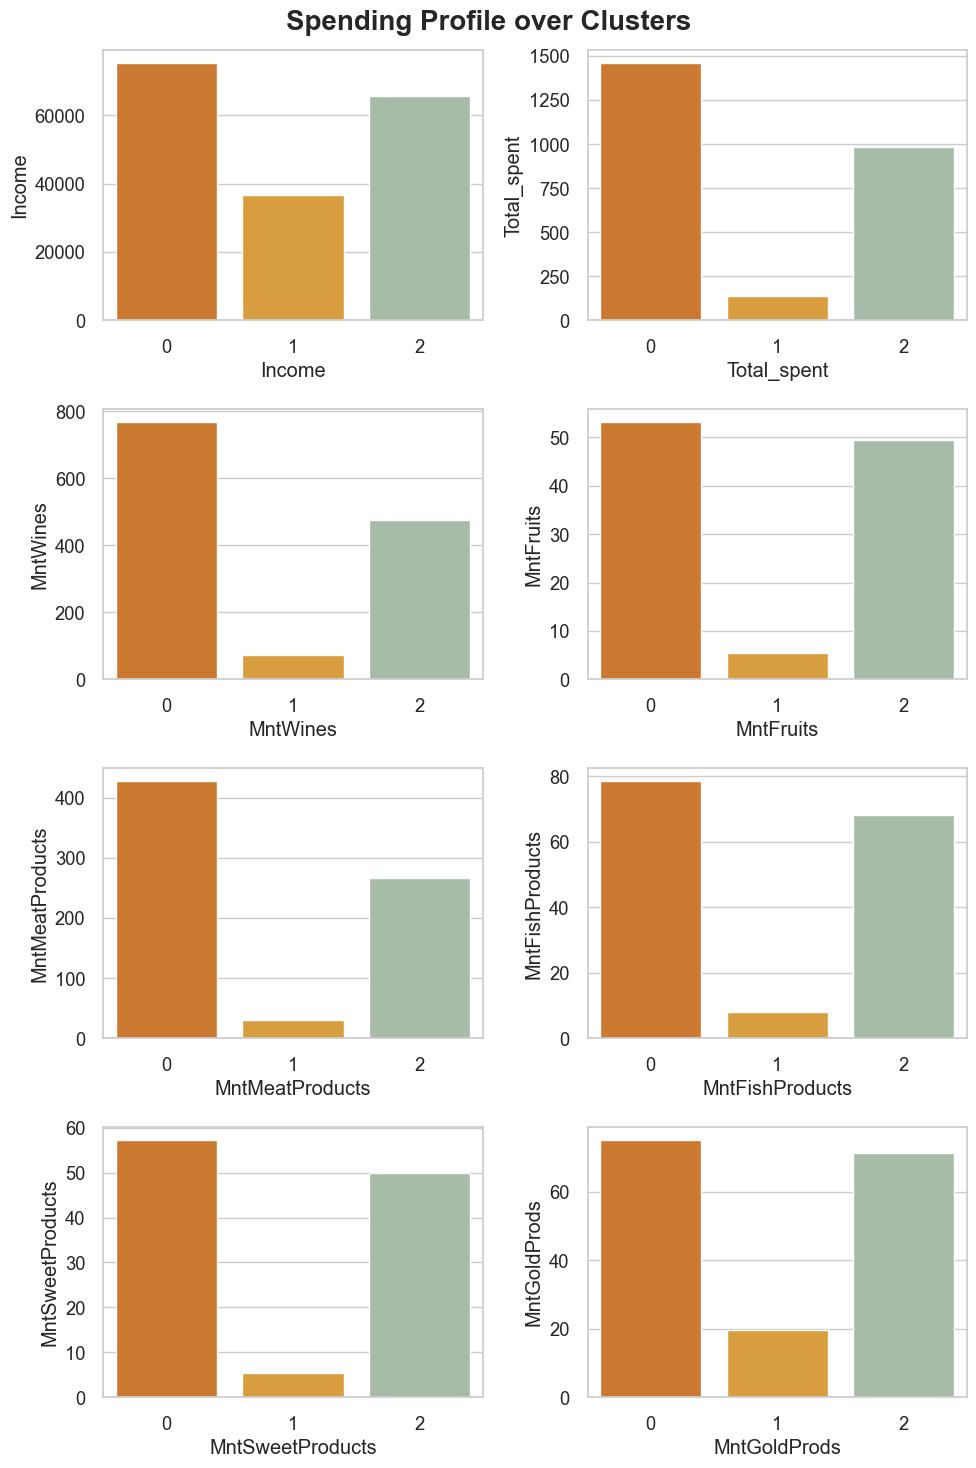 Spending Profile over Clusters
60000
40000
20000
0
Income
0 1 2
Income
1500
1250
1000
750
500
250
0
Total_spent
0 1 2
Total_spent
800
600
400
200
0
MntWines
0 1 2
MntWines
50
40
30
20
10
0
MntFruits
0 1 2
MntFruits
400
300
200
100
0
MntMeatProducts
0 1 2
MntMeatProducts
80
60
40
20
0
MntFishProducts
0 1 2
MntFishProducts
60
50
40
30
20
10
0
MntSweetProducts
0 1 2
MntSweetProducts
60
40
20
0
MntGoldProds
0 1 2
MntGoldProds